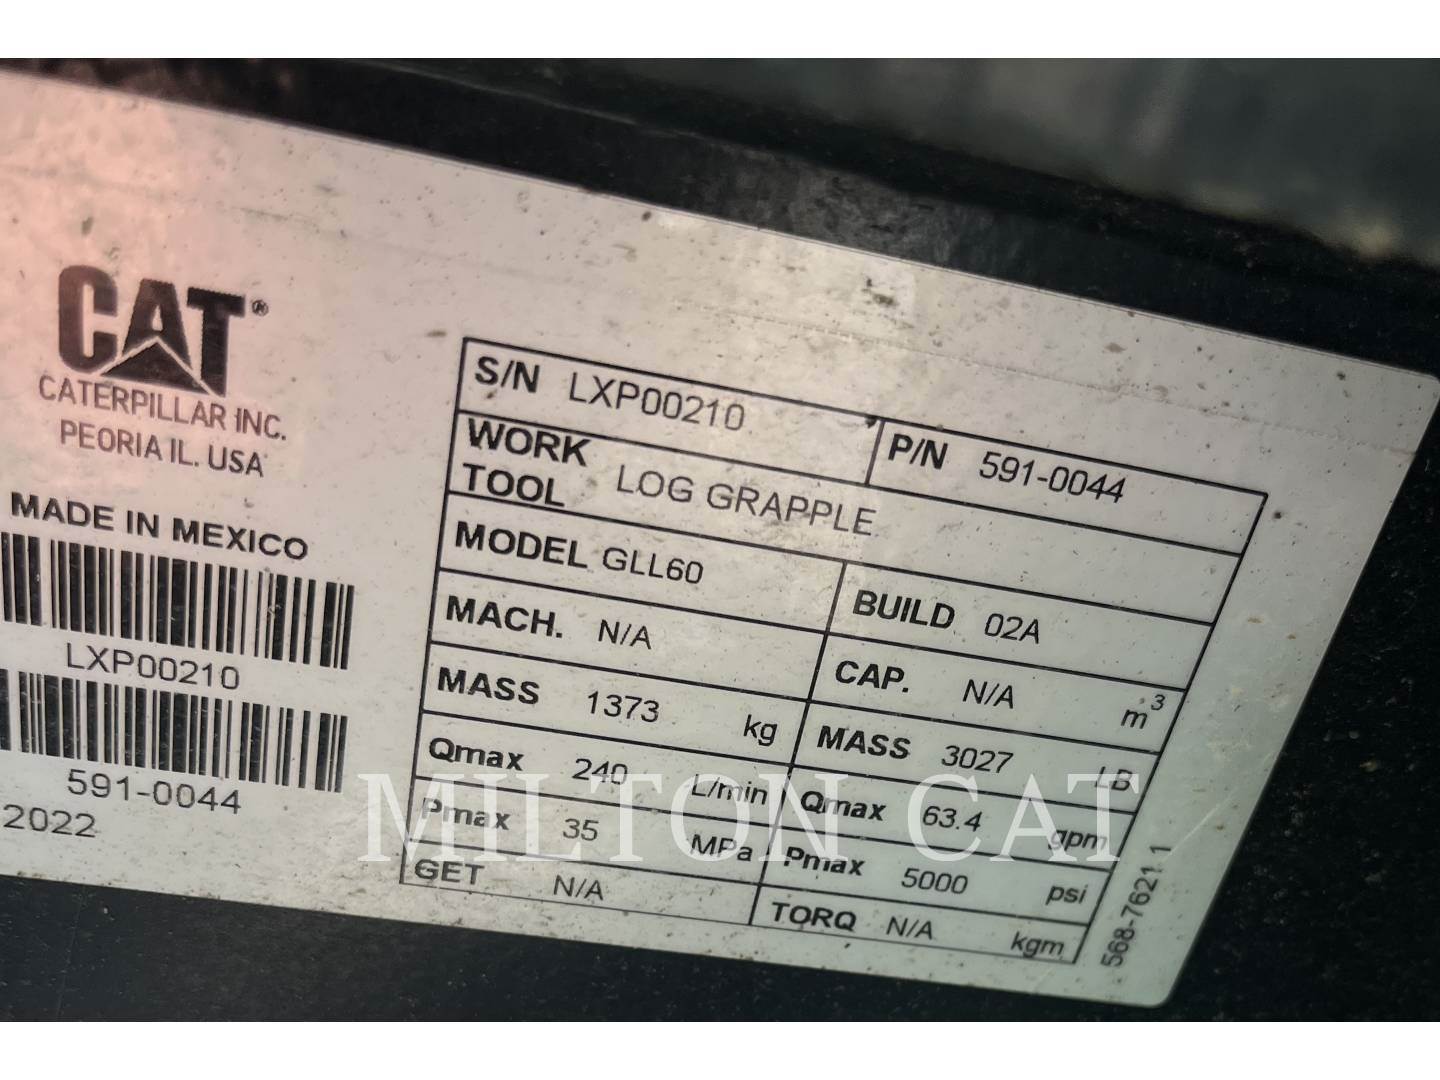 CAT®
CATERPILLAR INC.
PEORIA IL. USA
MADE IN MEXICO
LXP00210
591-0044
2022
S/N LXP00210 P/N 591-0044
WORK TOOL LOG GRAPPLE
MODEL GLL60 BUILD 02A
MACH. N/A CAP. N/A m³
MASS 1373 kg MASS 3027 LB
Qmax 240 L/min Qmax 63.4 gpm
Pmax 35 MPa Pmax 5000 psi
GET N/A TORQ N/A kgm
568-7621 1
MILTON CAT